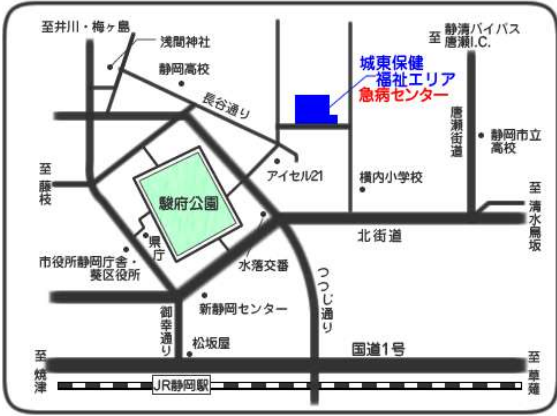 至井川・梅ヶ島
浅間神社
静岡高校
長谷通り
城東保健
福祉エリア
急病センター
至
静清バイパス
唐瀬I.C.
唐瀬街道
静岡市立
高校
至
藤枝
駿府公園
アイセル21
横内小学校
至
清水鳥坂
北街道
県庁
市役所静岡庁舎・
葵区役所
水落交番
つつじ通り
新静岡センター
御幸通り
松坂屋
国道1号
至
焼津
JR静岡駅
至
草薙